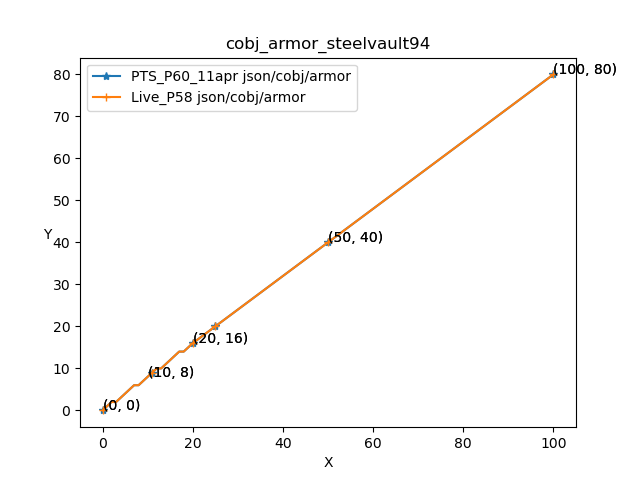 cobj_armor_steelvault94
PTS_P60_11apr json/cobj/armor
Live_P58 json/cobj/armor
(100, 80)
(50, 40)
(20, 16)
(10, 8)
(0, 0)
80
70
60
50
40
30
20
10
0
Y
0 20 40 60 80 100
X